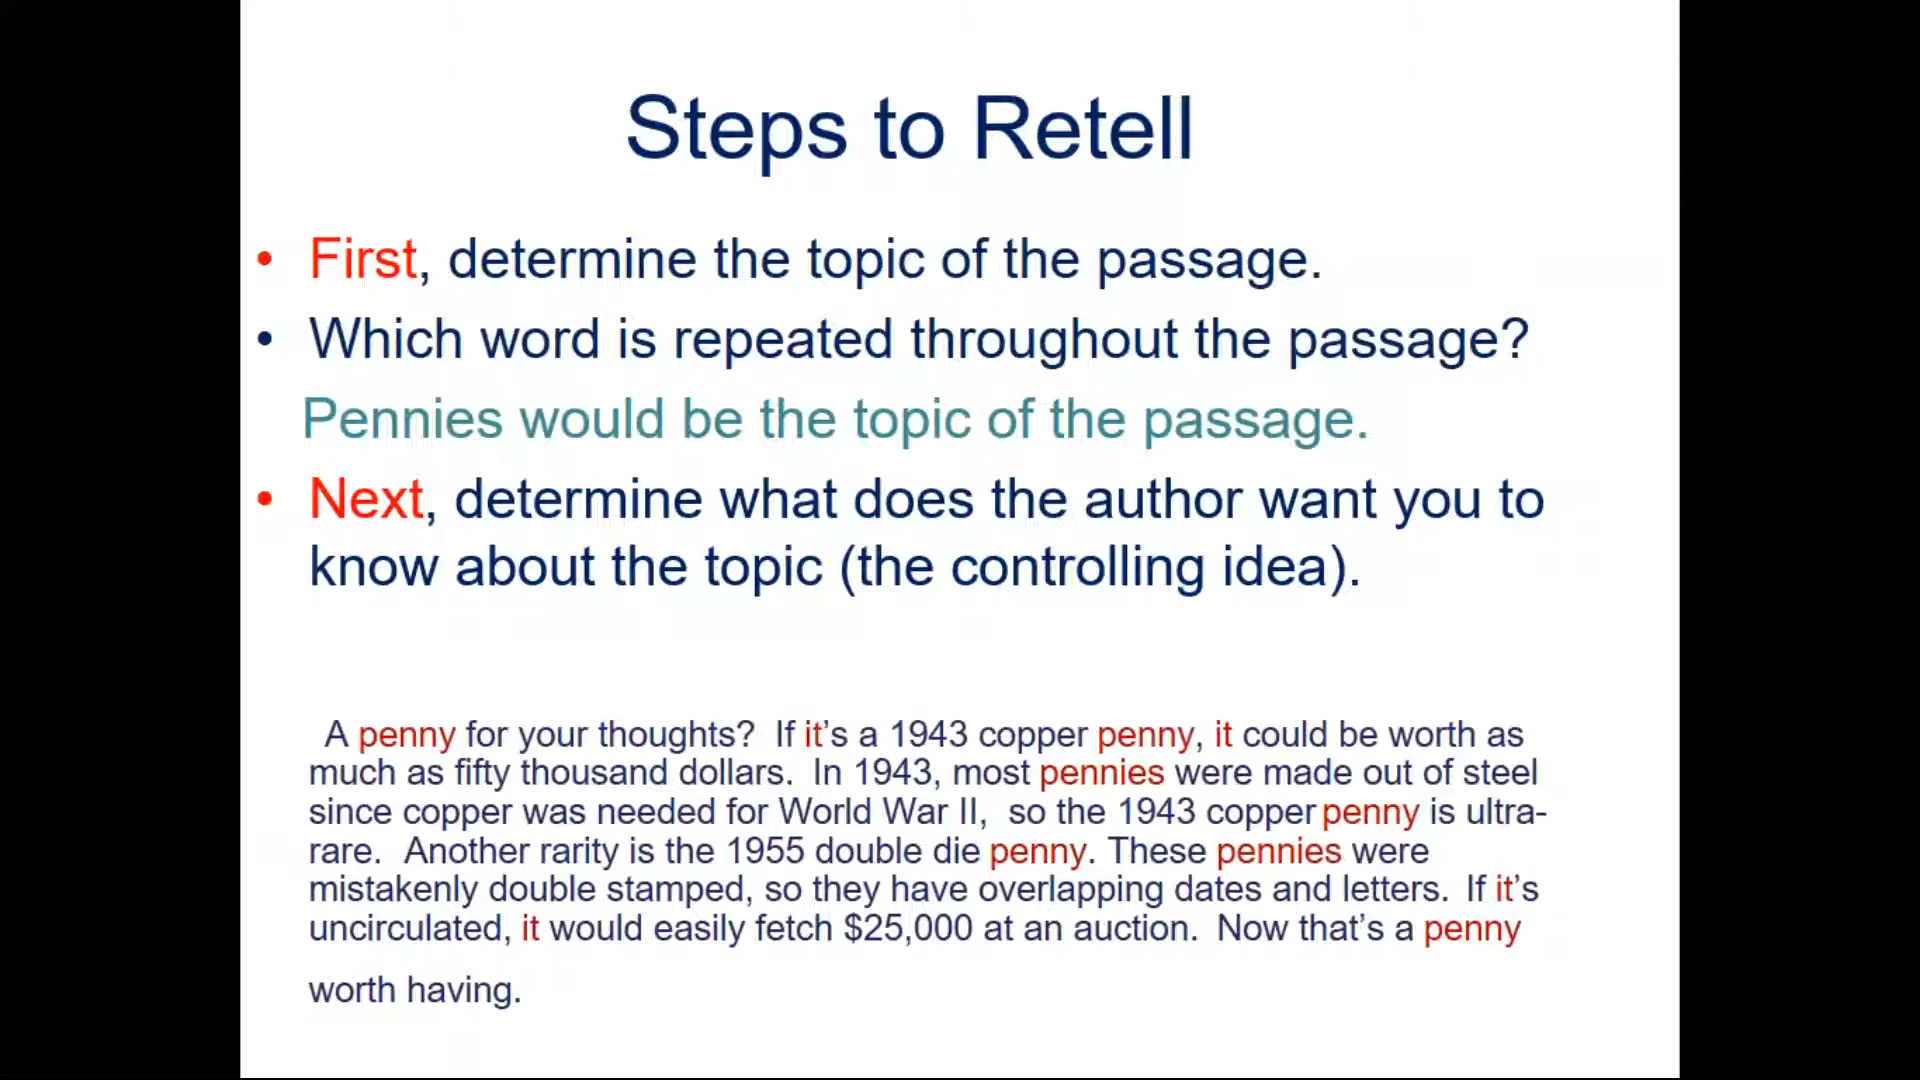 Steps to Retell
• First, determine the topic of the passage.
• Which word is repeated throughout the passage?
Pennies would be the topic of the passage.
• Next, determine what does the author want you to
know about the topic (the controlling idea).
A penny for your thoughts? If it’s a 1943 copper penny, it could be worth as
much as fifty thousand dollars. In 1943, most pennies were made out of steel
since copper was needed for World War II, so the 1943 copper penny is ultra-
rare. Another rarity is the 1955 double die penny. These pennies were
mistakenly double stamped, so they have overlapping dates and letters. If it’s
uncirculated, it would easily fetch $25,000 at an auction. Now that’s a penny
worth having.